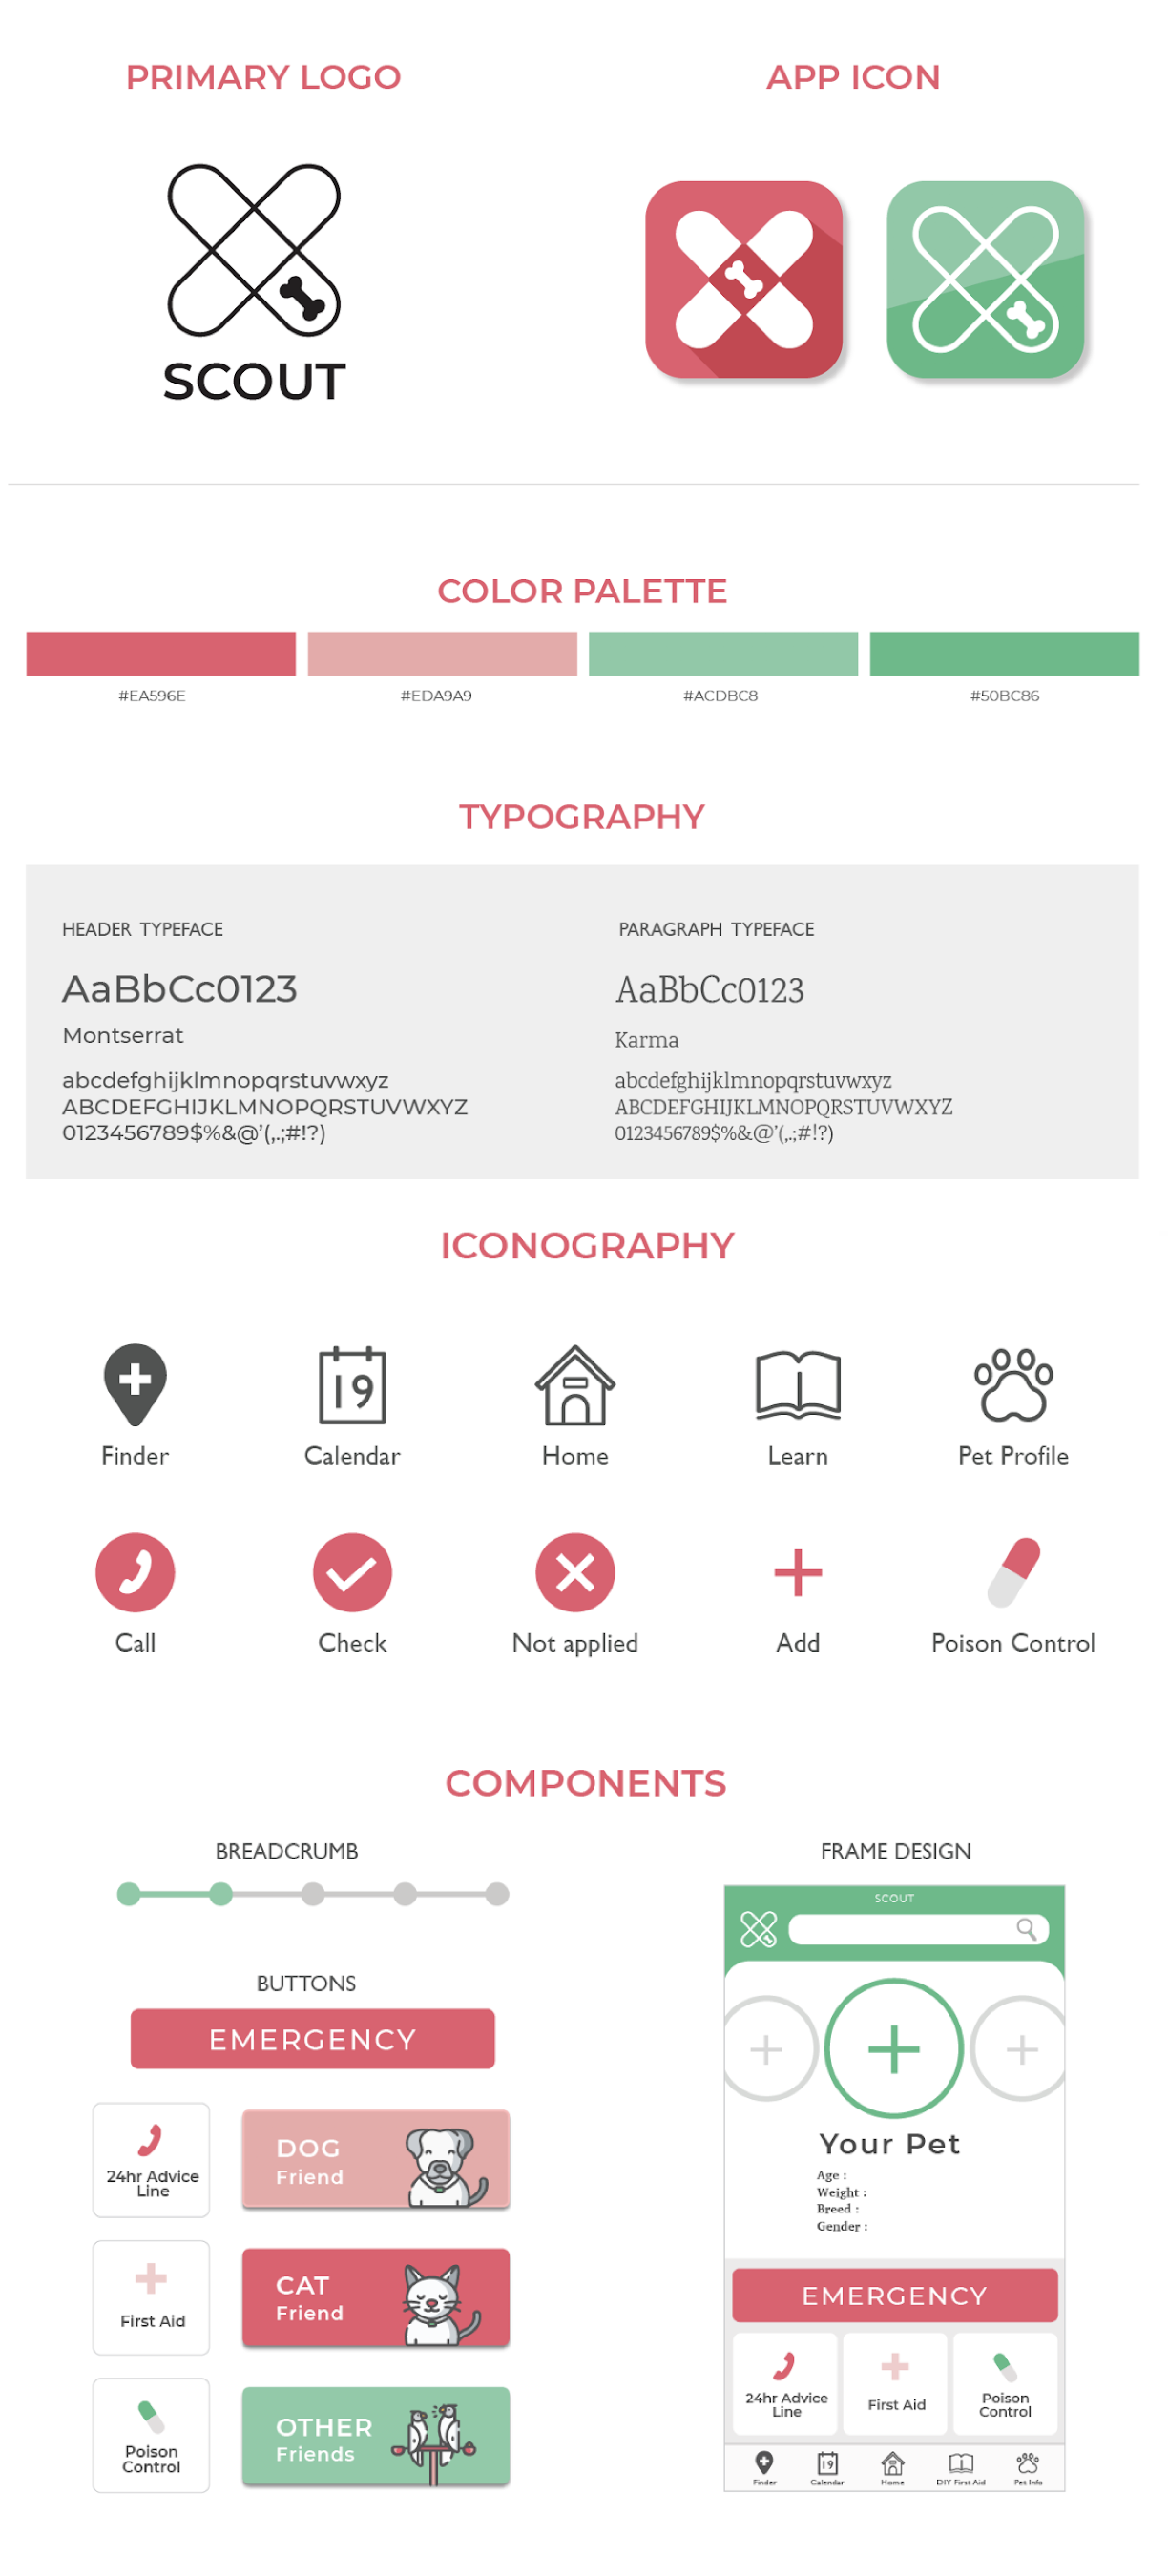 PRIMARY LOGO
APP ICON
SCOUT
COLOR PALETTE
#EA596E
#EDA9A9
#ACDBC8
#50BC86
TYPOGRAPHY
HEADER TYPEFACE
AaBbCc0123
Montserrat
abcdefghijklmnopqrstuvwxyz
ABCDEFGHIJKLMNOPQRSTUVWXYZ
0123456789$%&@’(,.;#!?)
PARAGRAPH TYPEFACE
AaBbCc0123
Karma
abcdefghijklmnopqrstuvwxyz
ABCDEFGHIJKLMNOPQRSTUVWXYZ
0123456789$%&@’(,.;#!?)
ICONOGRAPHY
19
Finder
Calendar
Home
Learn
Pet Profile
Call
Check
Not applied
Add
Poison Control
COMPONENTS
BREADCRUMB
BUTTONS
EMERGENCY
24hr Advice
Line
DOG
Friend
First Aid
CAT
Friend
Poison
Control
OTHER
Friends
FRAME DESIGN
SCOUT
Your Pet
Age :
Weight :
Breed :
Gender :
EMERGENCY
24hr Advice
Line
First Aid
Poison
Control
19
Finder
Calendar
Home
DIY First Aid
Pet Info